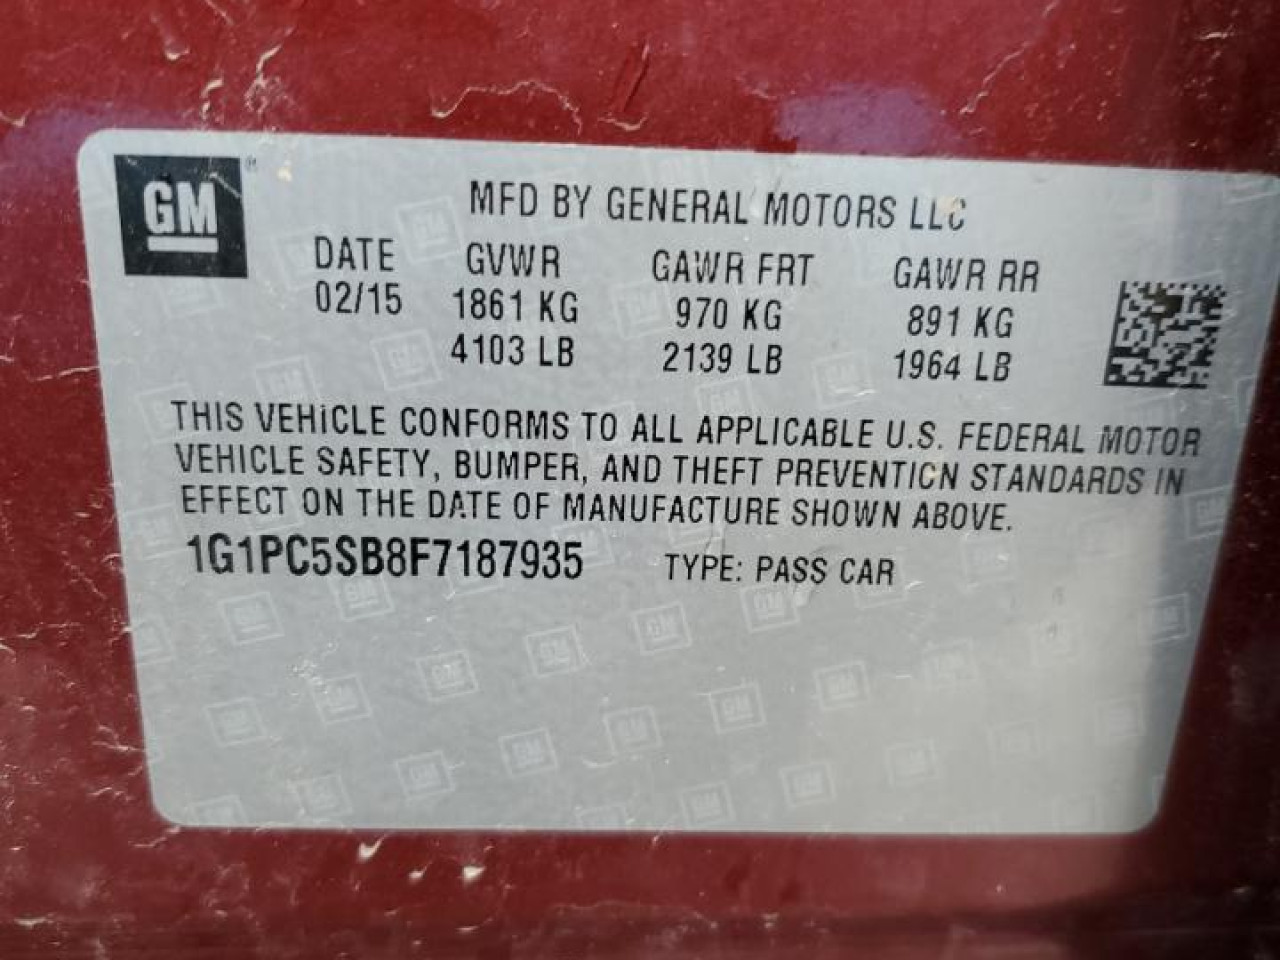 GM®
MFD BY GENERAL MOTORS LLC
DATE GVWR GAWR FRT GAWR RR
02/15 1861 KG 970 KG 891 KG
4103 LB 2139 LB 1964 LB
THIS VEHICLE CONFORMS TO ALL APPLICABLE U.S. FEDERAL MOTOR
VEHICLE SAFETY, BUMPER, AND THEFT PREVENTION STANDARDS IN
EFFECT ON THE DATE OF MANUFACTURE SHOWN ABOVE.
1G1PC5SB8F7187935 TYPE: PASS CAR